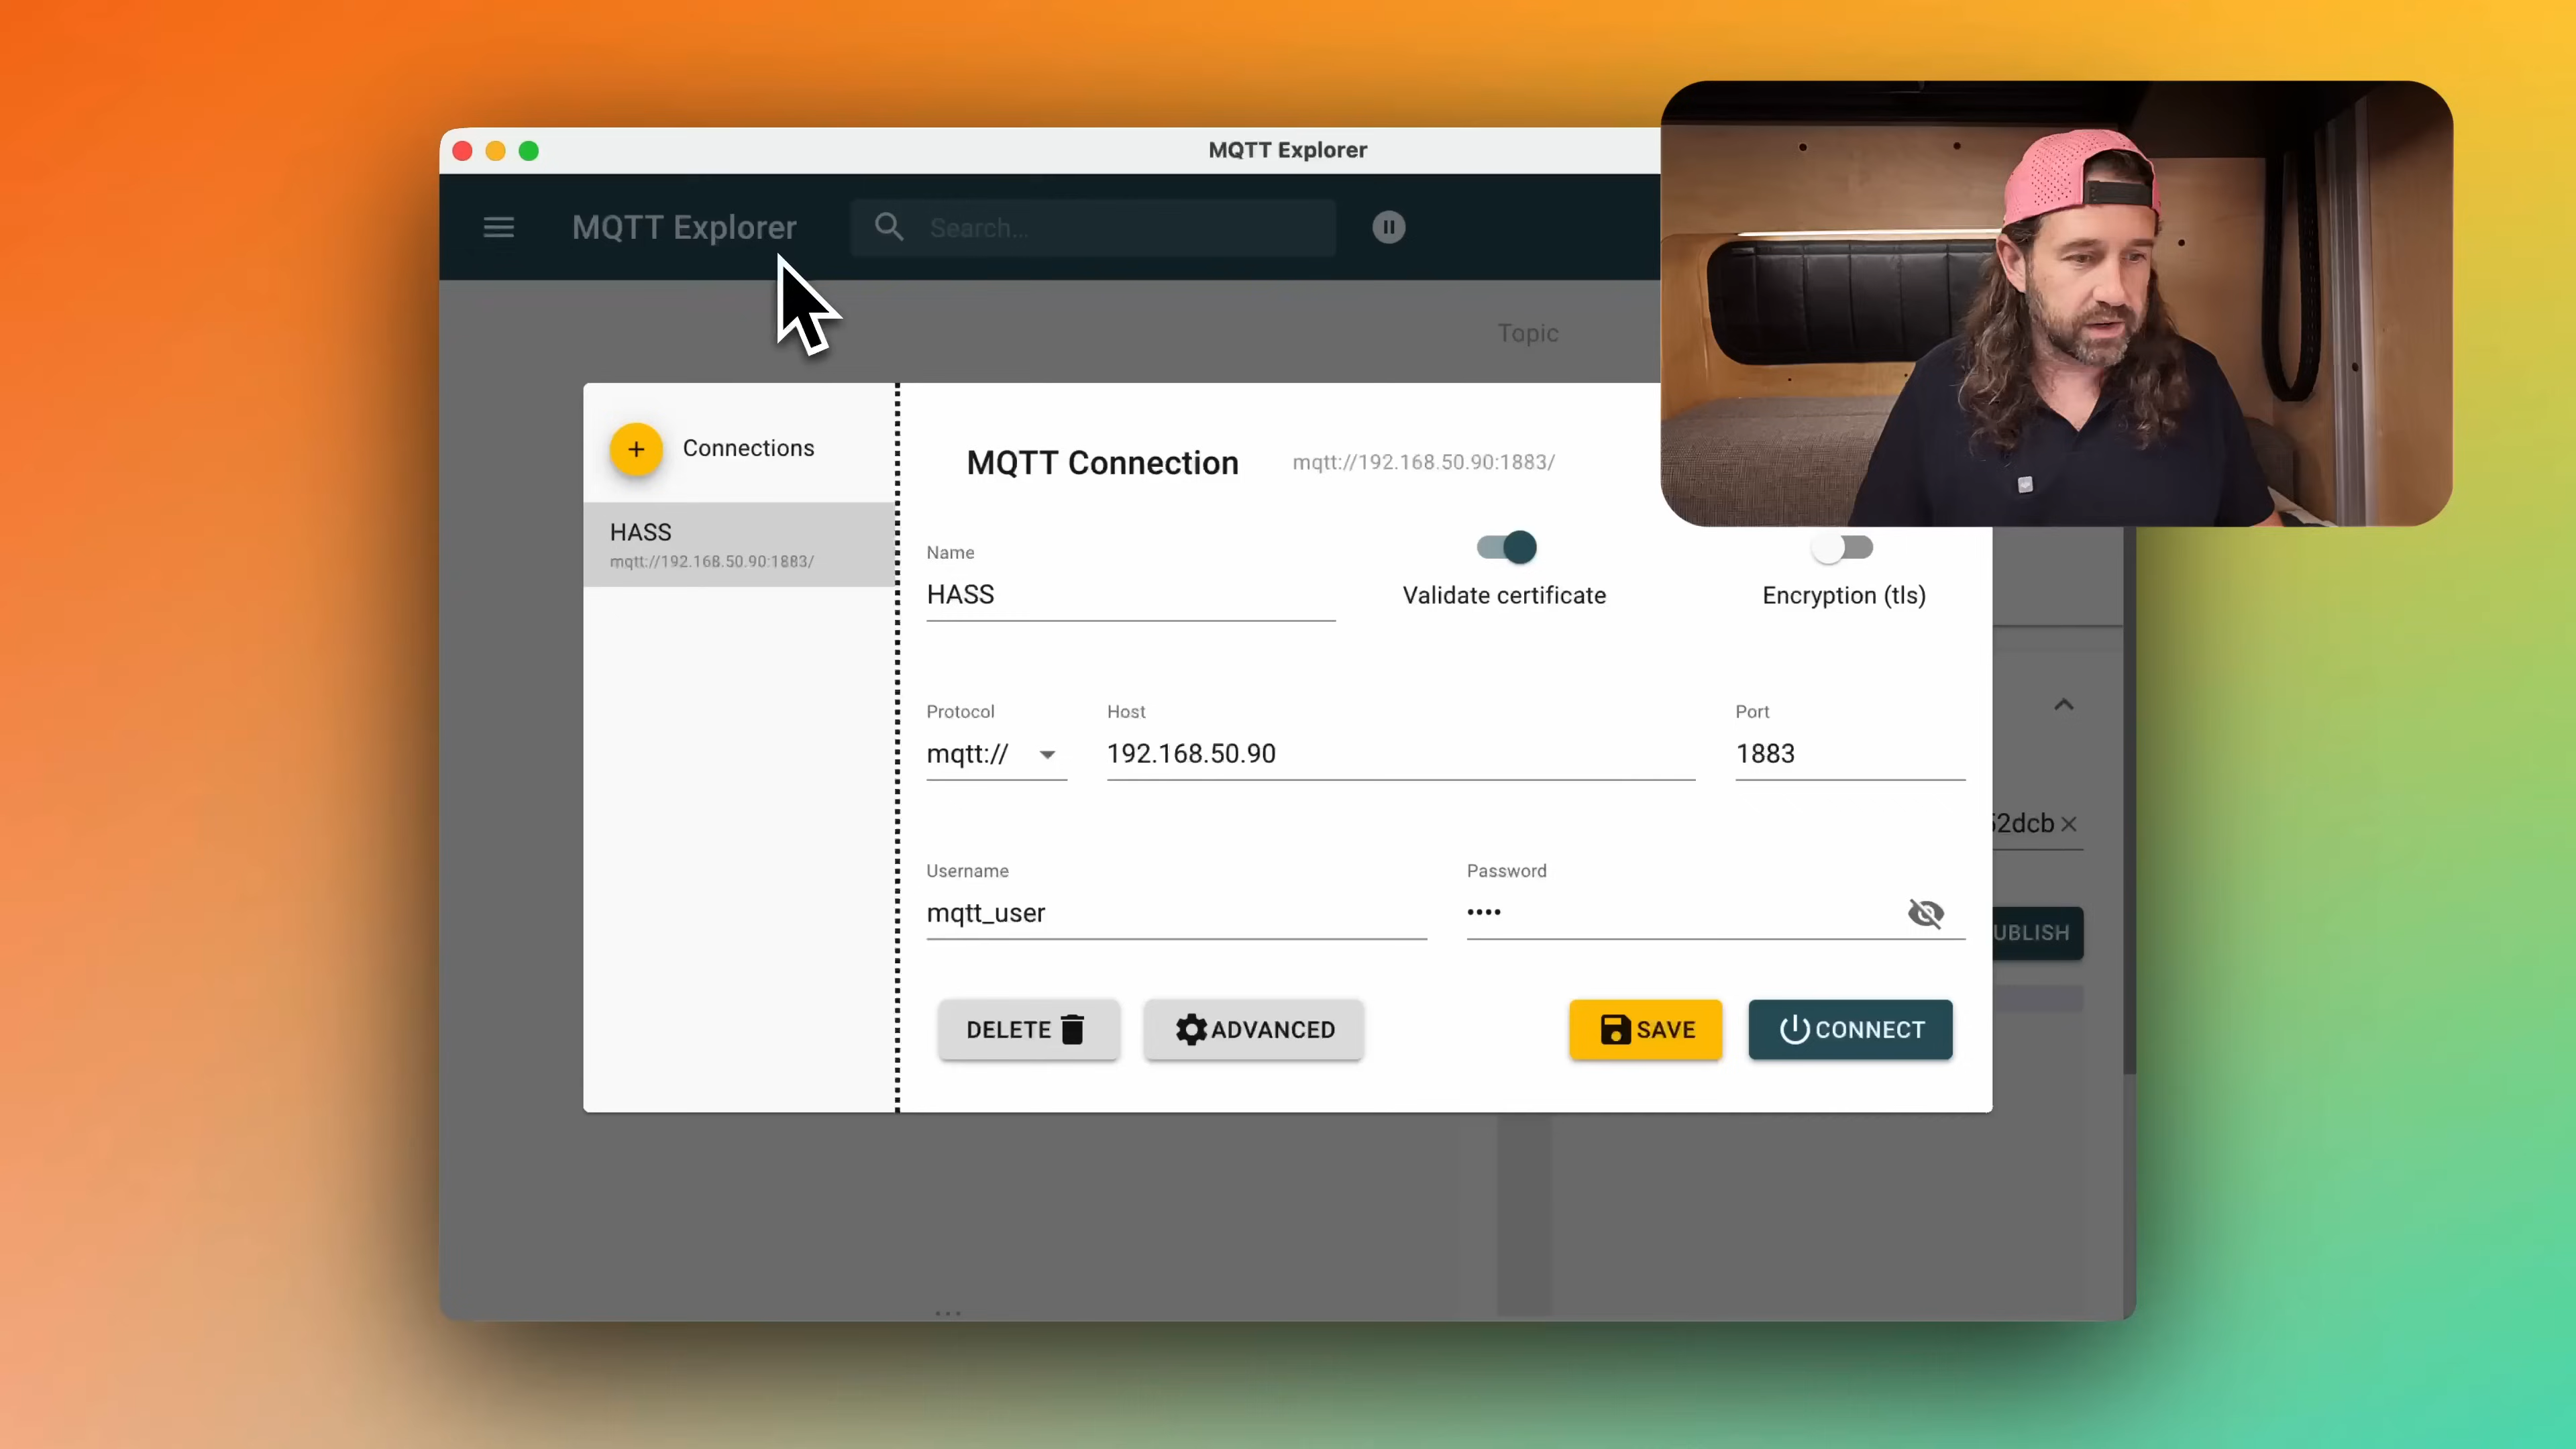 MQTT Explorer
MQTT Explorer
Search...
Topic
+ Connections
HASS
mqtt://192.168.50.90:1883/
MQTT Connection
mqtt://192.168.50.90:1883/
Name
HASS
Validate certificate
Encryption (tls)
Protocol
mqtt://
Host
192.168.50.90
Port
1883
Username
mqtt_user
Password
••••
52dcb
UBLISH
DELETE
ADVANCED
SAVE
CONNECT